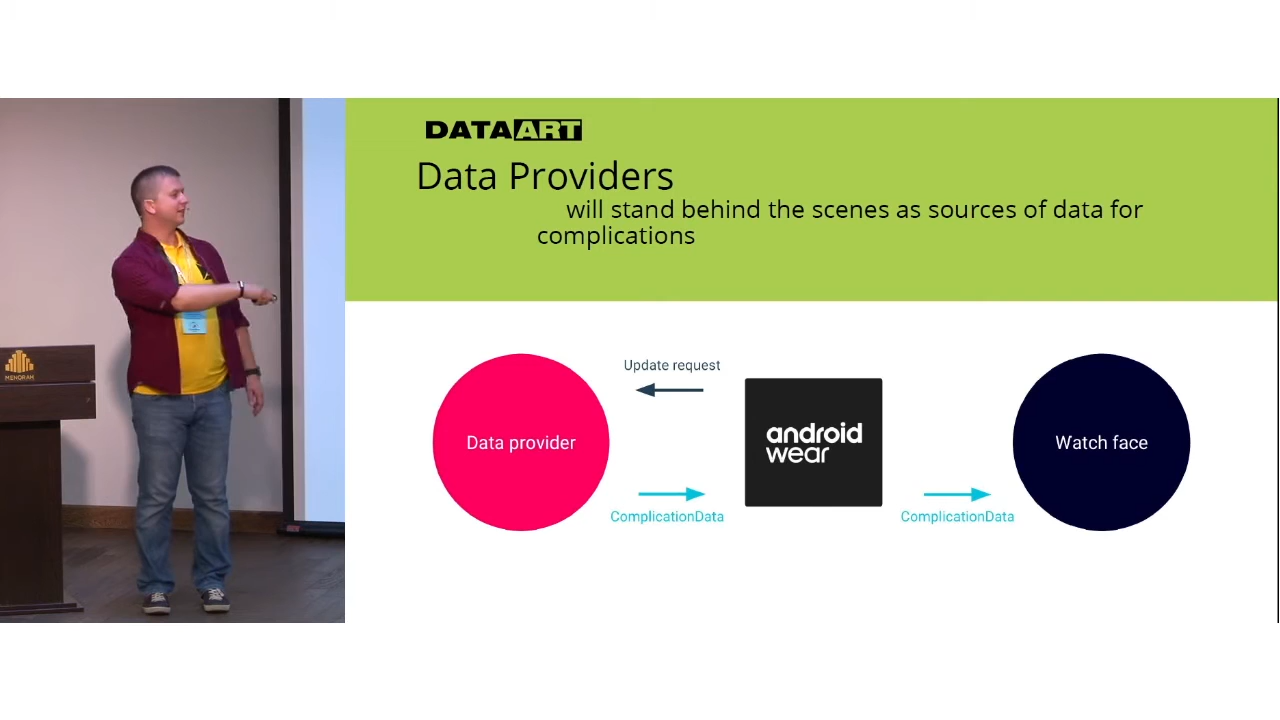 DATAART
Data Providers
will stand behind the scenes as sources of data for
complications
Update request
Data provider
android
wear
Watch face
ComplicationData
ComplicationData
MENORAH